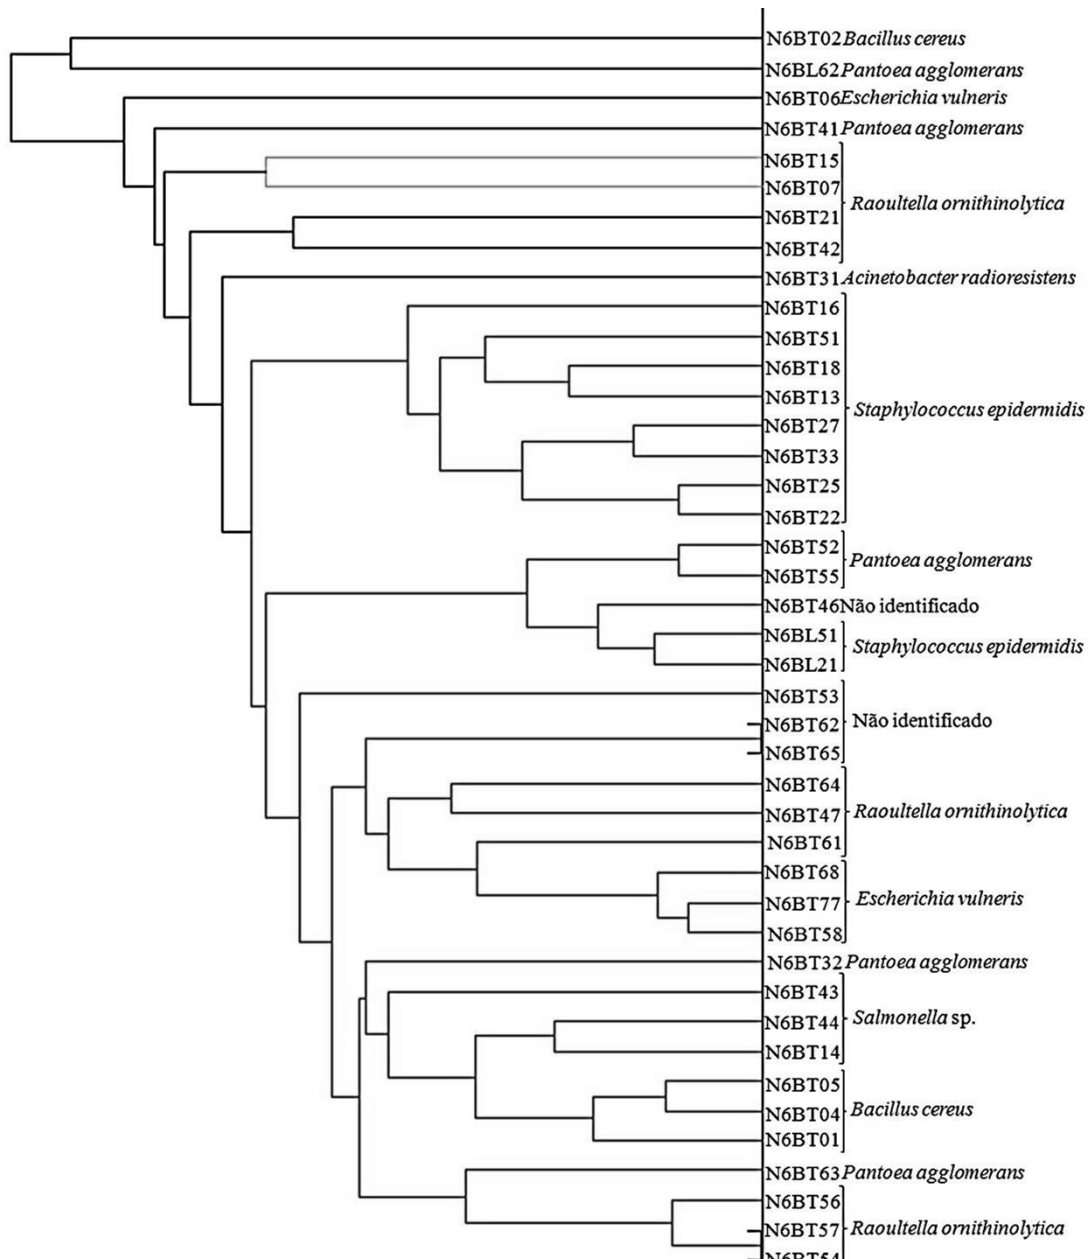 N6BT02 Bacillus cereus
N6BL62 Pantoea agglomerans
N6BT06 Escherichia vulneris
N6BT41 Pantoea agglomerans
N6BT15
N6BT07
Raoultella ornithinolytica
N6BT21
N6BT42
N6BT31 Acinetobacter radioresistens
N6BT16
N6BT51
N6BT18
N6BT13
Staphylococcus epidermidis
N6BT27
N6BT33
N6BT25
N6BT22
N6BT52
Pantoea agglomerans
N6BT55
N6BT46 Não identificado
N6BL51
Staphylococcus epidermidis
N6BL21
N6BT53
N6BT62 Não identificado
N6BT65
N6BT64
N6BT47 Raoultella ornithinolytica
N6BT61
N6BT68
N6BT77 Escherichia vulneris
N6BT58
N6BT32 Pantoea agglomerans
N6BT43
N6BT44 Salmonella sp.
N6BT14
N6BT05
N6BT04 Bacillus cereus
N6BT01
N6BT63 Pantoea agglomerans
N6BT56
N6BT57 Raoultella ornithinolytica
N6BT54